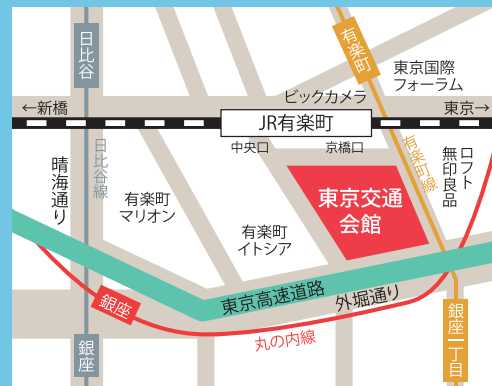 日比谷
有楽町
東京国際
フォーラム
ビックカメラ
←新橋
東京→
JR有楽町
中央口
京橋口
晴海通り
日比谷線
有楽町
マリオン
有楽町
イトシア
東京交通
会館
有楽町線
ロフト
無印良品
東京高速道路
外堀通り
銀座
丸の内線
銀座
銀座一丁目